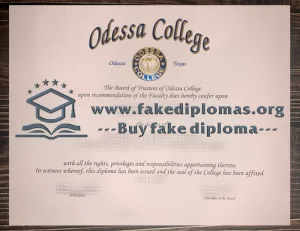 Odessa College
ODESSA
COLLEGE
Odessa Texas
The Board of Trustees of Odessa College
upon recommendation of the Faculty does hereby confer upon
www.fakediplomas.org
---Buy fake diploma---
with all the rights, privileges and responsibilities appertaining thereto.
In witness whereof, this diploma has been issued and the seal of the College has been affixed